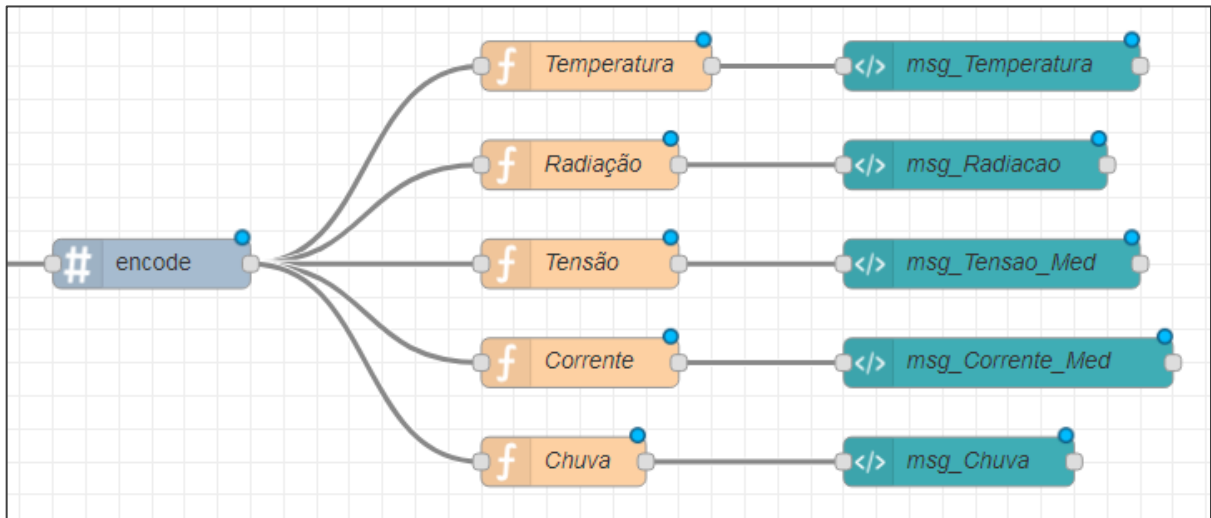 Temperatura
msg_Temperatura
Radiação
msg_Radiacao
encode
Tensão
msg_Tensao_Med
Corrente
msg_Corrente_Med
Chuva
msg_Chuva